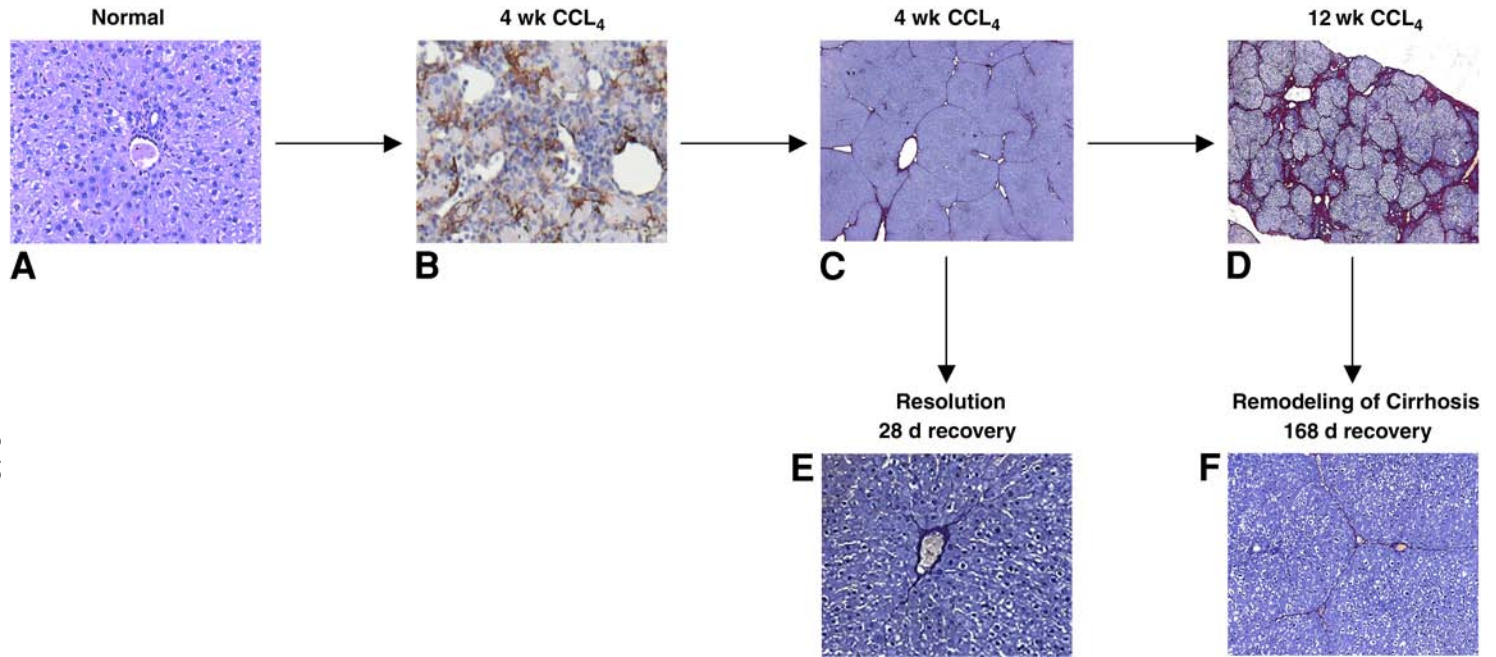 Normal
4 wk CCL₄
4 wk CCL₄
12 wk CCL₄
A
B
C
D
Resolution
28 d recovery
Remodeling of Cirrhosis
168 d recovery
E
F